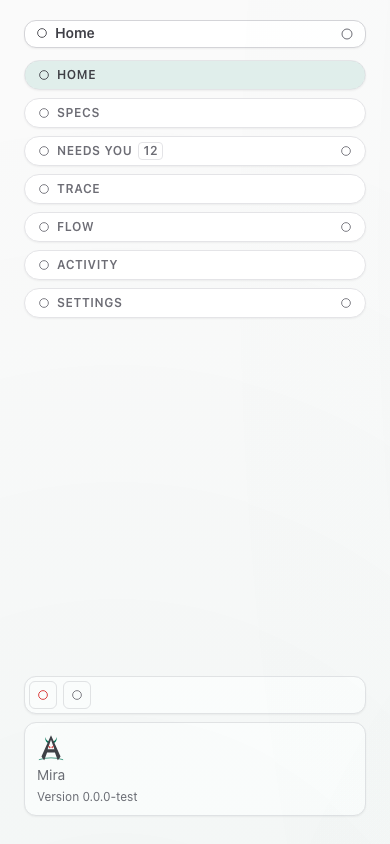 Home
HOME
SPECS
NEEDS YOU 12
TRACE
FLOW
ACTIVITY
SETTINGS
Mira
Version 0.0.0-test